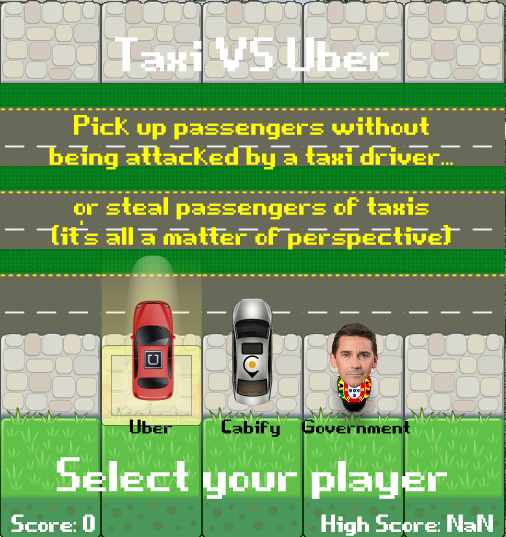 Taxi VS Uber
Pick up passengers without
being attacked by a taxi driver...
or steal passengers of taxis
(it's all a matter of perspective)
Uber
Cabify
Government
Select your player
Score: 0
High Score: NaN